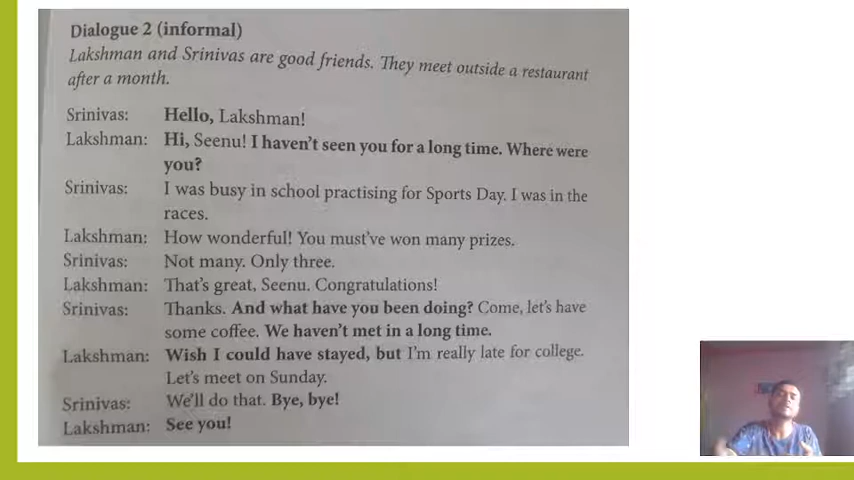 Dialogue 2 (informal)
Lakshman and Srinivas are good friends. They meet outside a restaurant
after a month.
Srinivas: Hello, Lakshman!
Lakshman: Hi, Seenu! I haven't seen you for a long time. Where were
you?
Srinivas: I was busy in school practising for Sports Day. I was in the
races.
Lakshman: How wonderful! You must've won many prizes.
Srinivas: Not many. Only three.
Lakshman: That's great, Seenu. Congratulations!
Srinivas: Thanks. And what have you been doing? Come, let's have
some coffee. We haven't met in a long time.
Lakshman: Wish I could have stayed, but I'm really late for college.
Let's meet on Sunday.
Srinivas: We'll do that. Bye, bye!
Lakshman: See you!